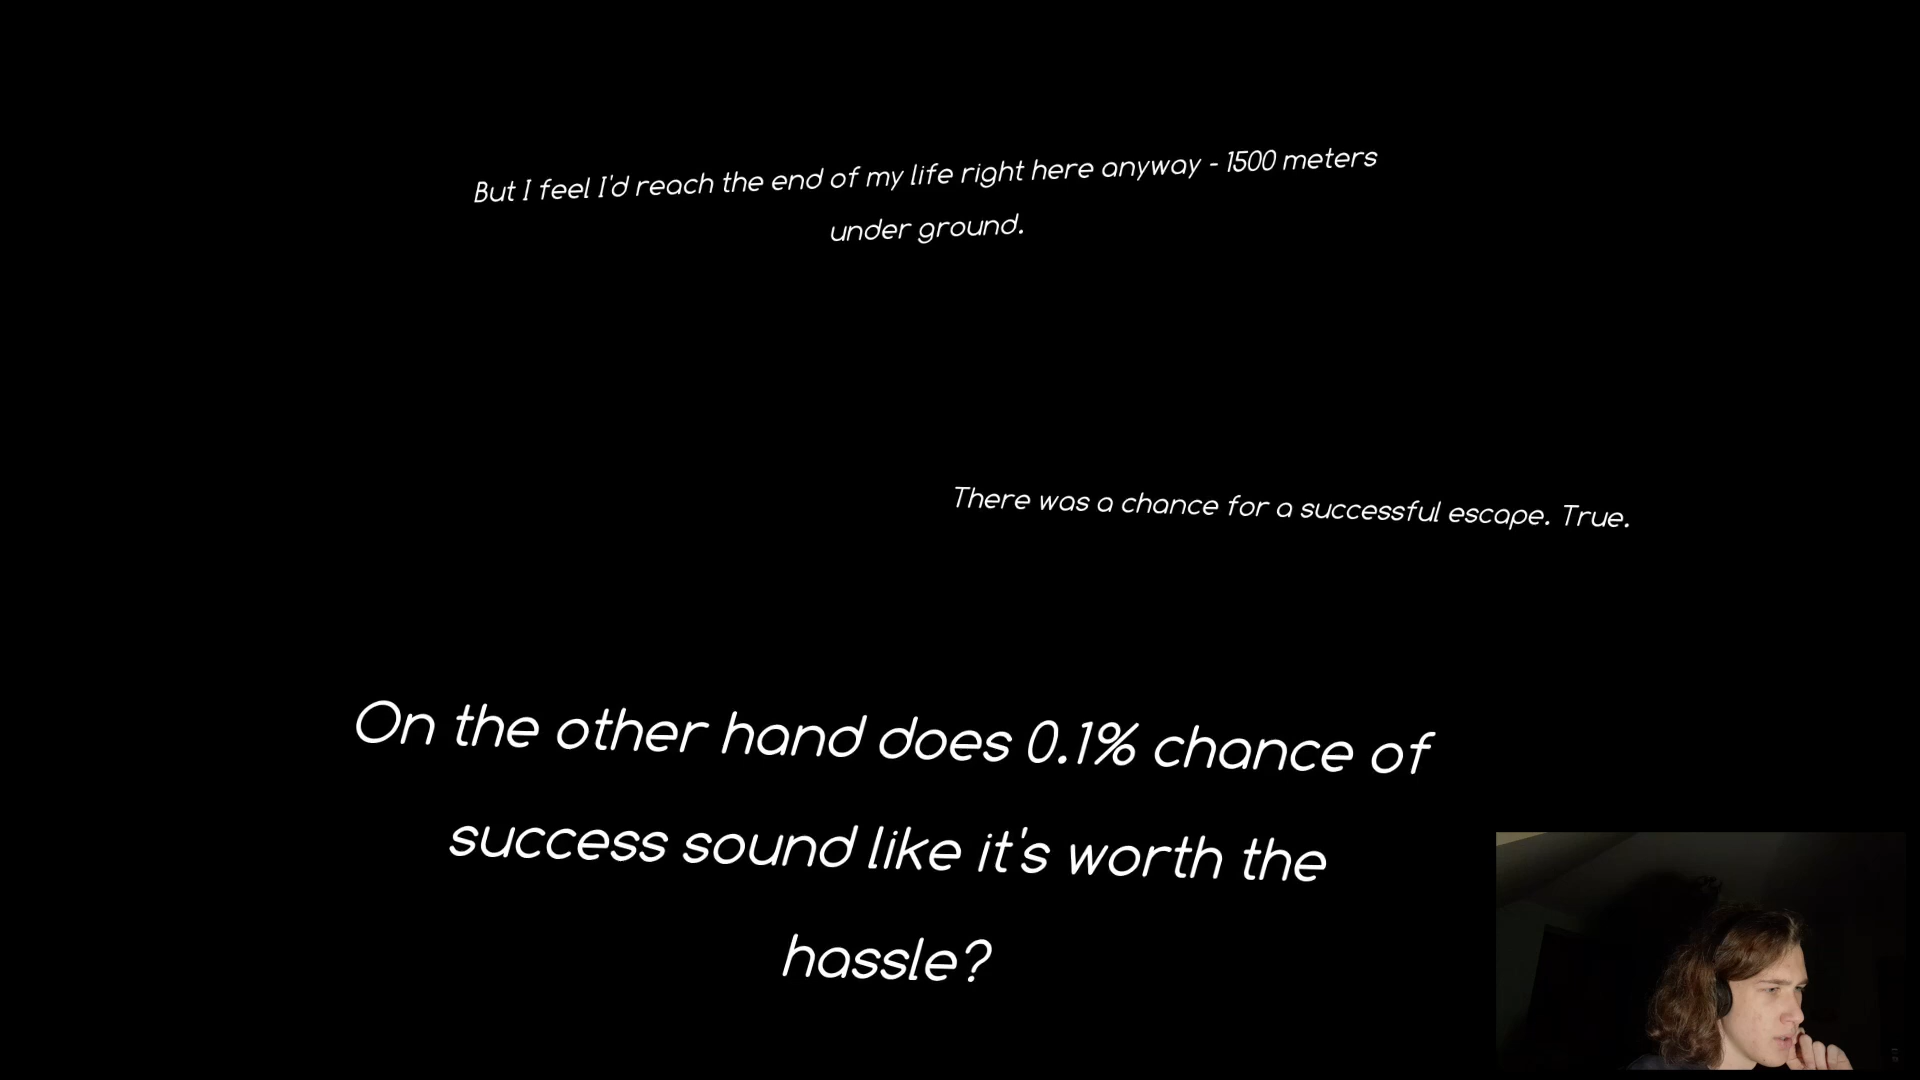 But I feel I'd reach the end of my life right here anyway - 1500 meters
under ground.
There was a chance for a successful escape. True.
On the other hand does 0.1% chance of
success sound like it's worth the
hassle?